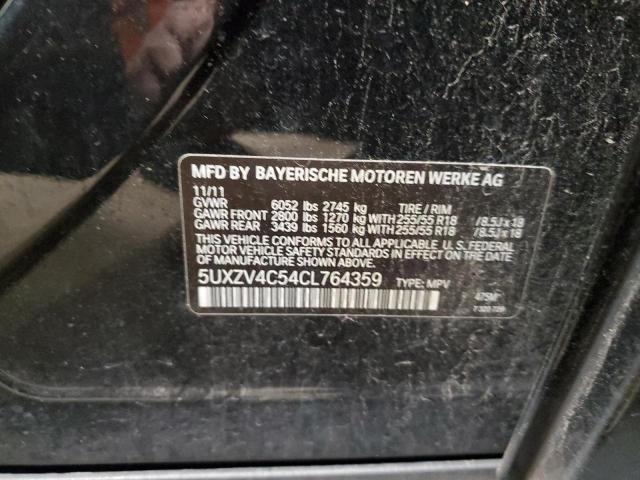 MFD BY BAYERISCHE MOTOREN WERKE AG
11/11
GVWR 6052 lbs 2745 kg TIRE / RIM
GAWR FRONT 2800 lbs 1270 kg WITH 255/55 R18 / 8.5J x 18
GAWR REAR 3439 lbs 1560 kg WITH 255/55 R18 / 8.5J x 18
THIS VEHICLE CONFORMS TO ALL APPLICABLE U.S. FEDERAL
MOTOR VEHICLE SAFETY STANDARDS IN EFFECT ON THE DATE
OF MANUFACTURE SHOWN ABOVE.
5UXZV4C54CL764359 TYPE: MPV
475M